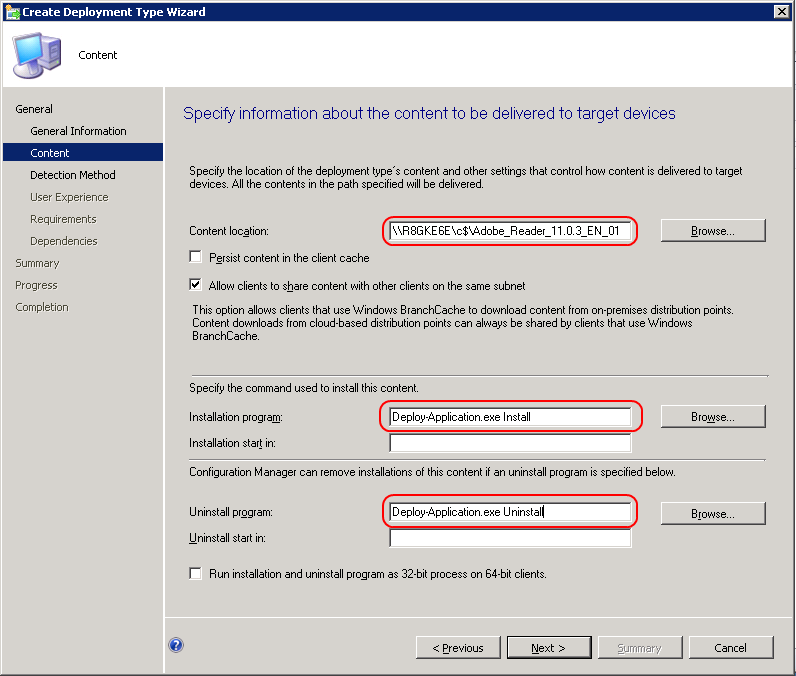 Create Deployment Type Wizard
Content
General
General Information
Content
Detection Method
User Experience
Requirements
Dependencies
Summary
Progress
Completion
Specify information about the content to be delivered to target devices
Specify the location of the deployment type's content and other settings that control how content is delivered to target
devices. All the contents in the path specified will be delivered.
Content location:
\\R8GKE6E\c$\Adobe_Reader_11.0.3_EN_01
Browse...
Persist content in the client cache
Allow clients to share content with other clients on the same subnet
This option allows clients that use Windows BranchCache to download content from on-premises distribution points.
Content downloads from cloud-based distribution points can always be shared by clients that use Windows
BranchCache.
Specify the command used to install this content.
Installation program:
Deploy-Application.exe Install
Browse...
Installation start in:
Configuration Manager can remove installations of this content if an uninstall program is specified below.
Uninstall program:
Deploy-Application.exe Uninstall
Browse...
Uninstall start in:
Run installation and uninstall program as 32-bit process on 64-bit clients.
?
< Previous
Next >
Summary
Cancel